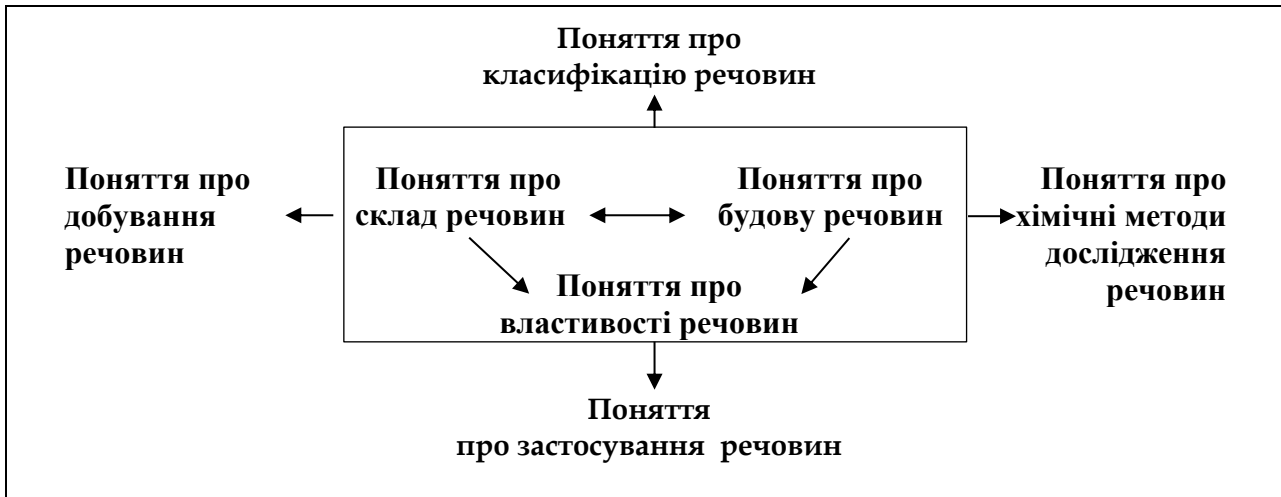 Поняття про
класифікацію речовин
Поняття про
добування
речовин
Поняття про
склад речовин
Поняття про
будову речовин
Поняття про
хімічні методи
дослідження
речовин
Поняття про
властивості речовин
Поняття
про застосування речовин